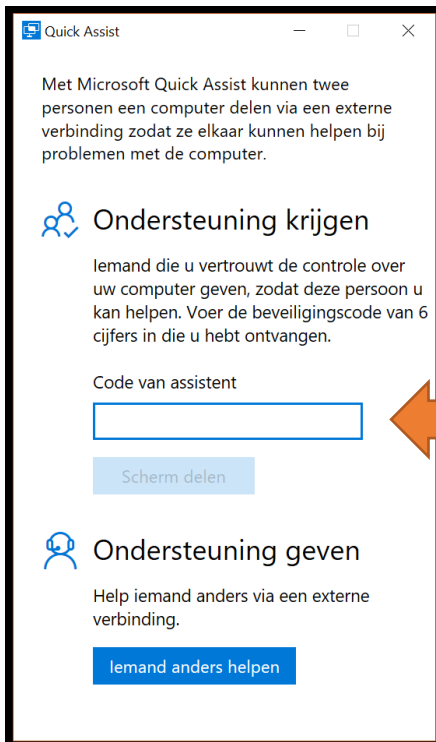 Quick Assist
Met Microsoft Quick Assist kunnen twee
personen een computer delen via een externe
verbinding zodat ze elkaar kunnen helpen bij
problemen met de computer.
Ondersteuning krijgen
Iemand die u vertrouwt de controle over
uw computer geven, zodat deze persoon u
kan helpen. Voer de beveiligingscode van 6
cijfers in die u hebt ontvangen.
Code van assistent
Scherm delen
Ondersteuning geven
Help iemand anders via een externe
verbinding.
Iemand anders helpen